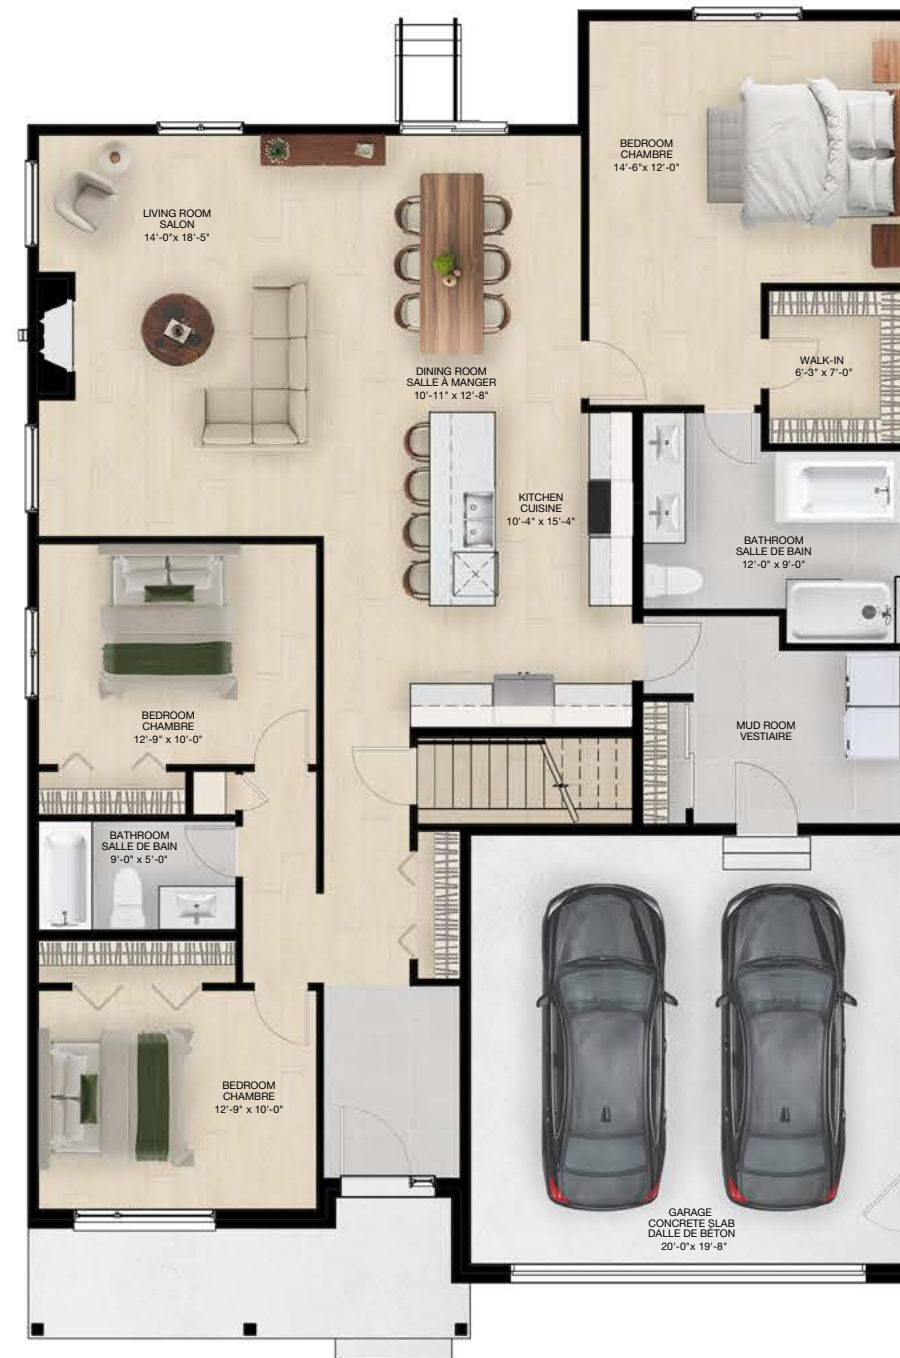 BEDROOM
CHAMBRE
14'-6"x 12'-0"
LIVING ROOM
SALON
14'-0"x 18'-5"
WALK-IN
6'-3" x 7'-0"
DINING ROOM
SALLE À MANGER
10'-11" x 12'-8"
KITCHEN
CUISINE
10'-4" x 15'-4"
BATHROOM
SALLE DE BAIN
12'-0" x 9'-0"
BEDROOM
CHAMBRE
12'-9" x 10'-0"
MUD ROOM
VESTIAIRE
BATHROOM
SALLE DE BAIN
9'-0" x 5'-0"
BEDROOM
CHAMBRE
12'-9" x 10'-0"
GARAGE
CONCRETE SLAB
DALLE DE BÉTON
20'-0"x 19'-8"